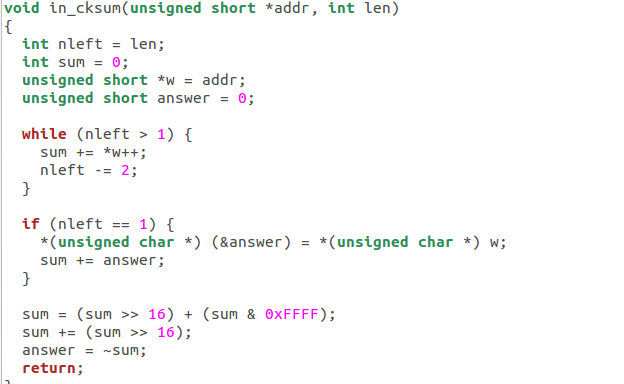 void in_cksum(unsigned short *addr, int len)
{
  int nleft = len;
  int sum = 0;
  unsigned short *w = addr;
  unsigned short answer = 0;

  while (nleft > 1) {
    sum += *w++;
    nleft -= 2;
  }

  if (nleft == 1) {
    *(unsigned char *) (&answer) = *(unsigned char *) w;
    sum += answer;
  }

  sum = (sum >> 16) + (sum & 0xFFFF);
  sum += (sum >> 16);
  answer = ~sum;
  return;